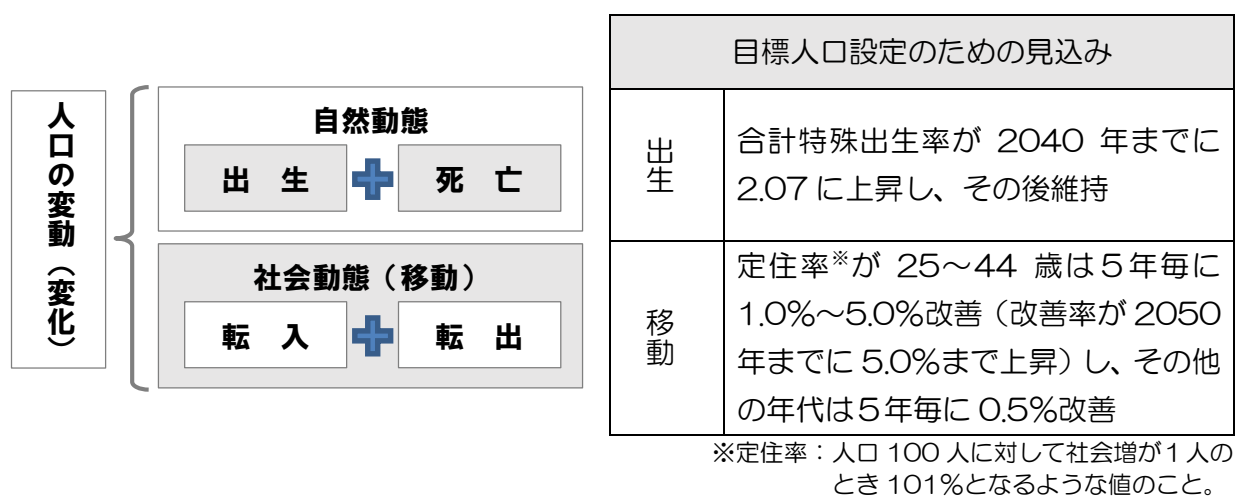 人口の変動（変化）
自然動態
出 生
死 亡
社会動態（移動）
転 入
転 出
目標人口設定のための見込み
出生
合計特殊出生率が 2040 年までに
2.07 に上昇し、その後維持
移動
定住率※が 25～44 歳は５年毎に
1.0%～5.0%改善（改善率が 2050
年までに 5.0%まで上昇）し、その他
の年代は５年毎に 0.5%改善
※定住率：人口 100 人に対して社会増が１人の
とき 101%となるような値のこと。